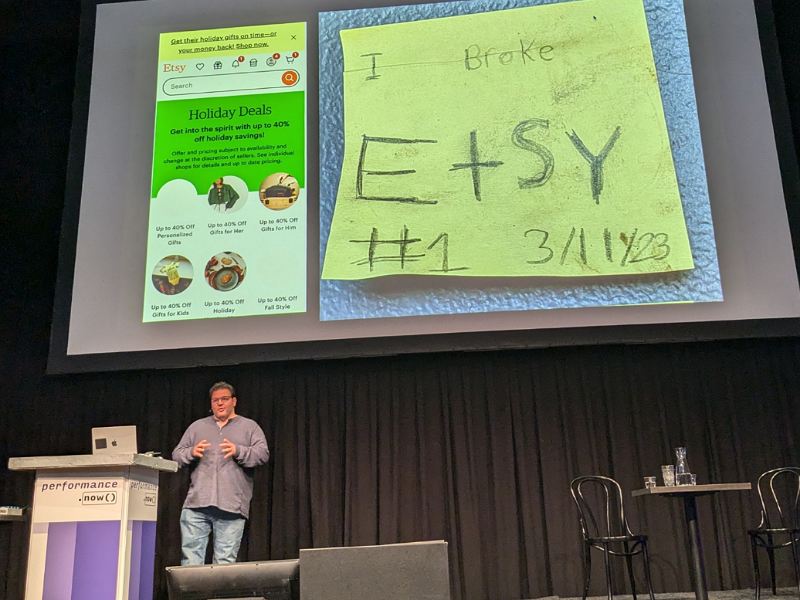 Get their holiday gifts on time—or
your money back! Shop now.
Etsy
Search
Holiday Deals
Get into the spirit with up to 40%
off holiday savings!
Offer and pricing subject to availability and
change at the discretion of sellers. See individual
shops for details and up to date pricing.
Up to 40% Off
Personalized
Gifts
Up to 40% Off
Gifts for Her
Up to 40% Off
Gifts for Him
Up to 40% Off
Gifts for Kids
Up to 40% Off
Holiday
Up to 40% Off
Fall Style
I Broke
EtSY
#1 3/11/23
performance
.now()
performance
.now()